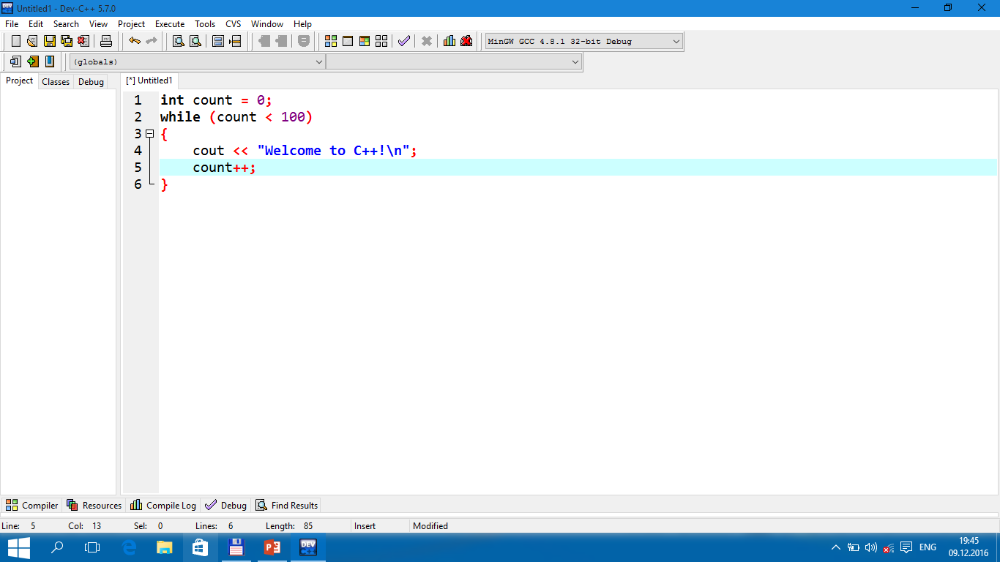 Untitled1 - Dev-C++ 5.7.0
File Edit Search View Project Execute Tools CVS Window Help
MinGW GCC 4.8.1 32-bit Debug
(globals)
Project Classes Debug [*] Untitled1
1 int count = 0;
2 while (count < 100)
3 {
4 cout << "Welcome to C++!\n";
5 count++;
6 }
Compiler Resources Compile Log Debug Find Results
Line: 5 Col: 13 Sel: 0 Lines: 6 Length: 85 Insert Modified
DEV C++ ENG 19:45
09.12.2016